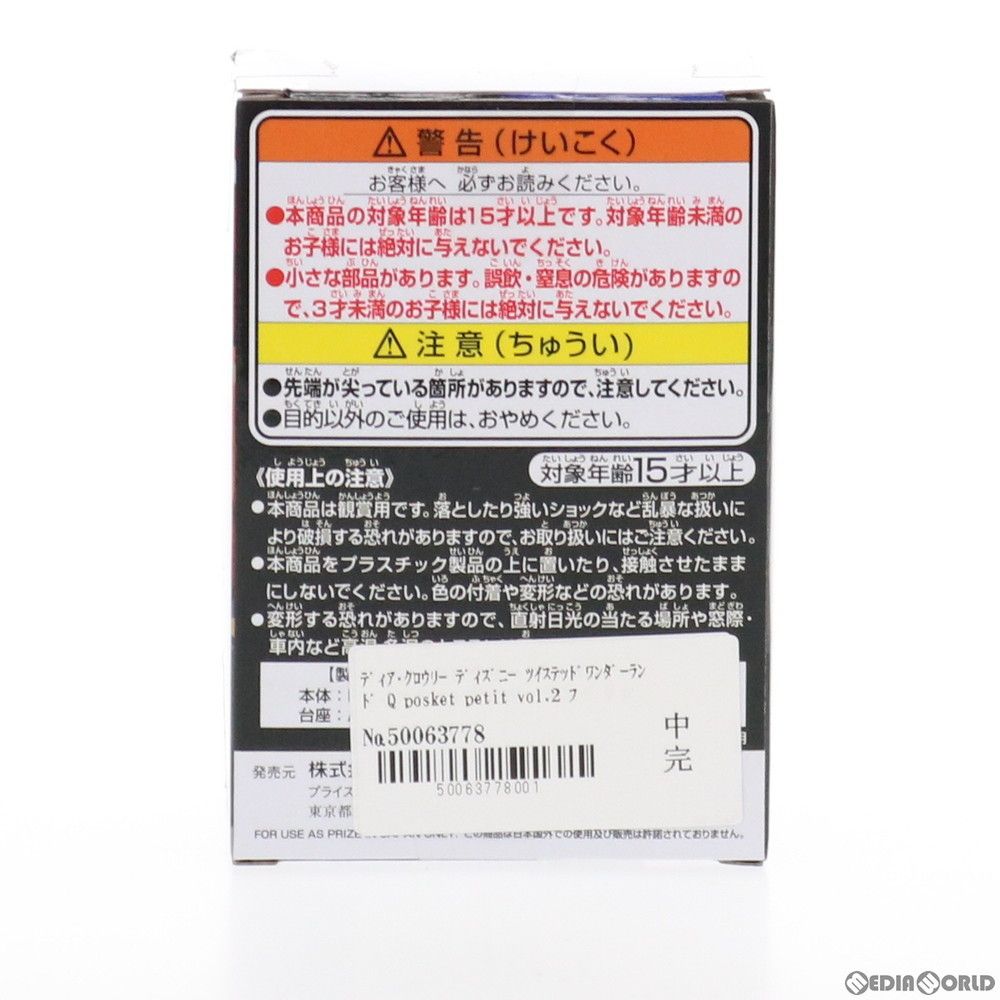 ⚠警告(けいこく)
お客様へ 必ずお読みください。
●本商品の対象年齢は15才以上です。対象年齢未満の
お子様には絶対に与えないでください。
●小さな部品があります。誤飲・窒息の危険がありますの
で、3才未満のお子様には絶対に与えないでください。
⚠注意(ちゅうい)
●先端が尖っている箇所がありますので、注意してください。
●目的以外のご使用は、おやめください。
対象年齢15才以上
《使用上の注意》
●本商品は観賞用です。落としたり強いショックなど乱暴な扱いに
より破損する恐れがありますので、お取り扱いにはご注意ください。
●本商品をプラスチック製品の上に置いたり、接触させたまま
にしないでください。色の付着や変形などの恐れがあります。
●変形する恐れがありますので、直射日光の当たる場所や窓際・
車内など高温
【製
本体:
台座:
用
ディア・クロウリー ディズニー ツイステッドワンダーラン
ド Q posket petit vol.2 フ
No.50063778
50063778001
中
完
発売元 株式
プライズ
東京都
FOR USE AS PRIZE IN JAPAN ONLY. この商品は日本国外での使用及び販売は許諾されておりません。
MEDIAWORLD